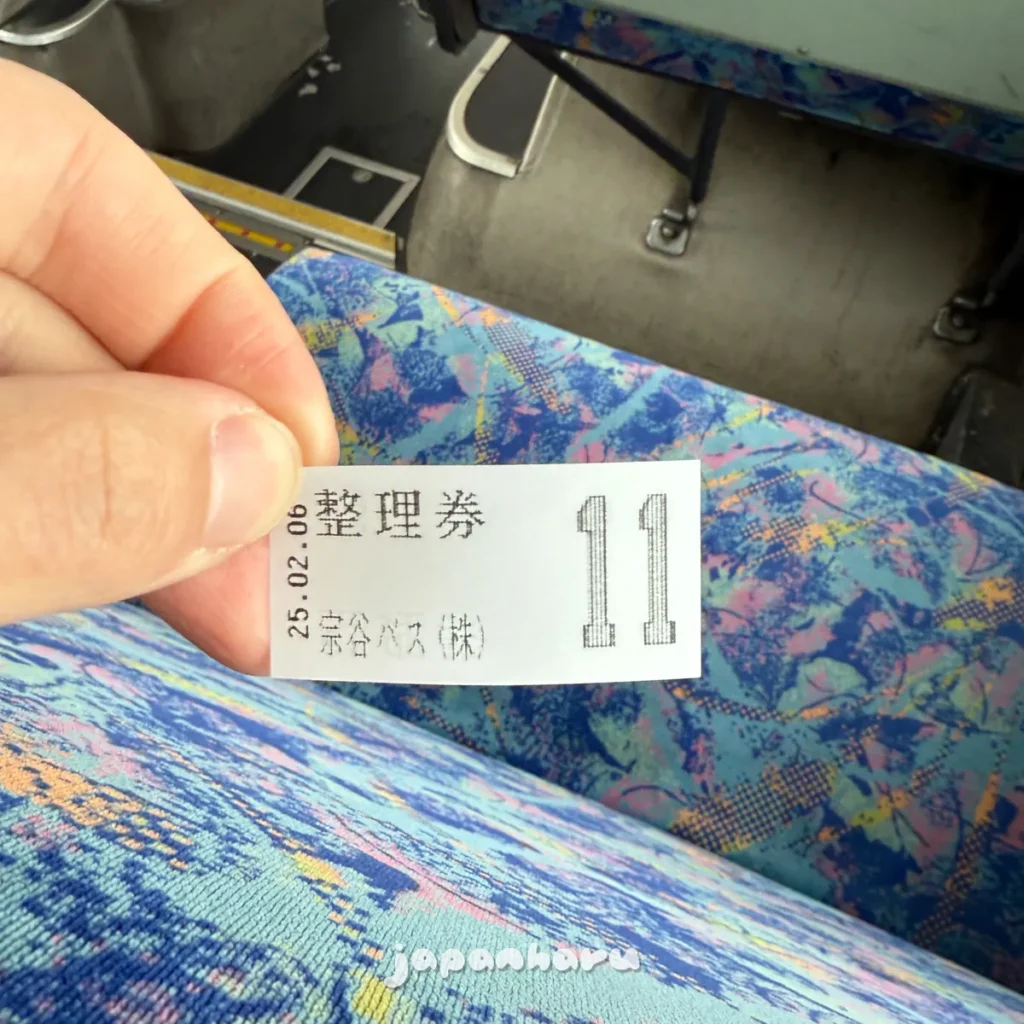 25.02.06
整理券
11
宗谷バス(株)
japanharu